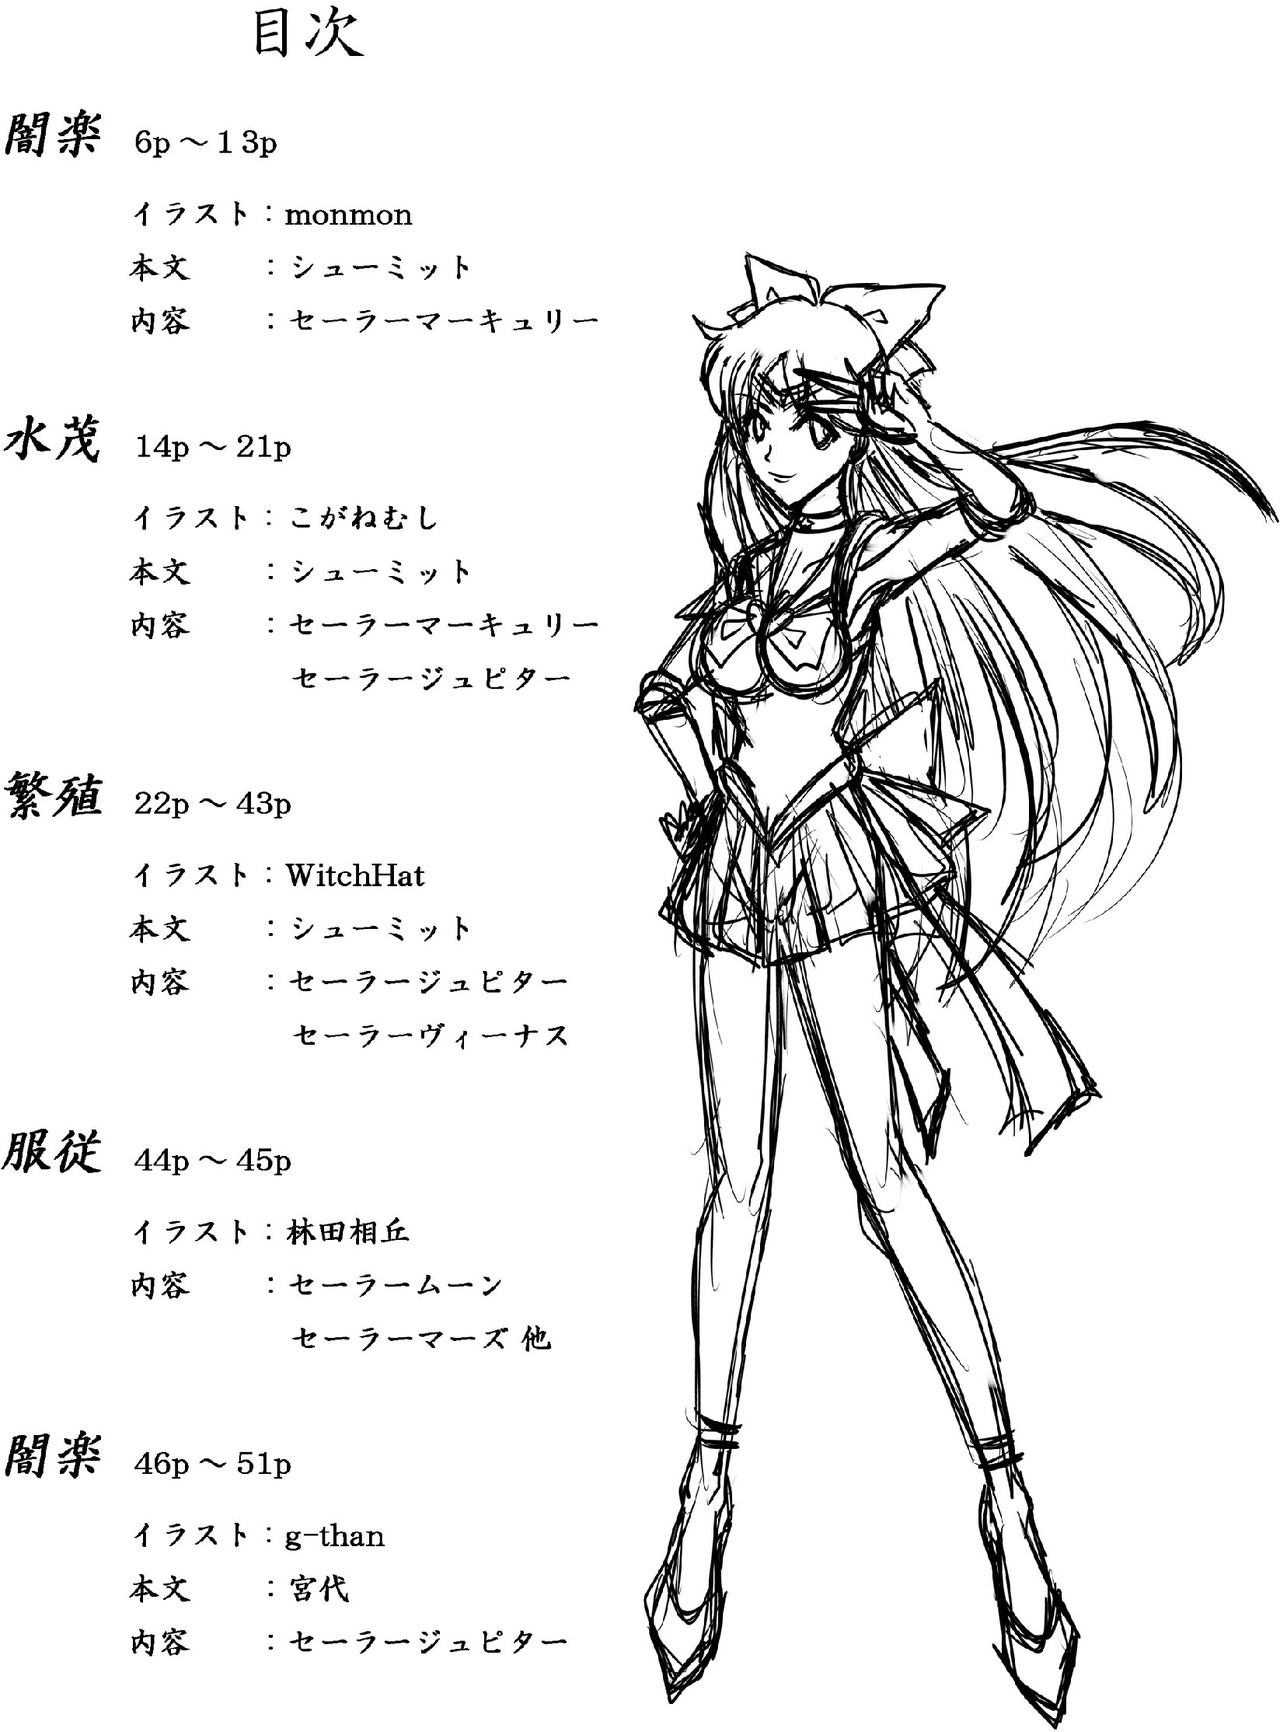 目次
闇楽 6p～13p
イラスト：monmon
本文　　：シューミット
内容　　：セーラーマーキュリー
水茂 14p～21p
イラスト：こがねむし
本文　　：シューミット
内容　　：セーラーマーキュリー
セーラージュピター
繁殖 22p～43p
イラスト：WitchHat
本文　　：シューミット
内容　　：セーラージュピター
セーラーヴィーナス
服従 44p～45p
イラスト：林田相丘
内容　　：セーラームーン
セーラーマーズ 他
闇楽 46p～51p
イラスト：g-than
本文　　：宮代
内容　　：セーラージュピター